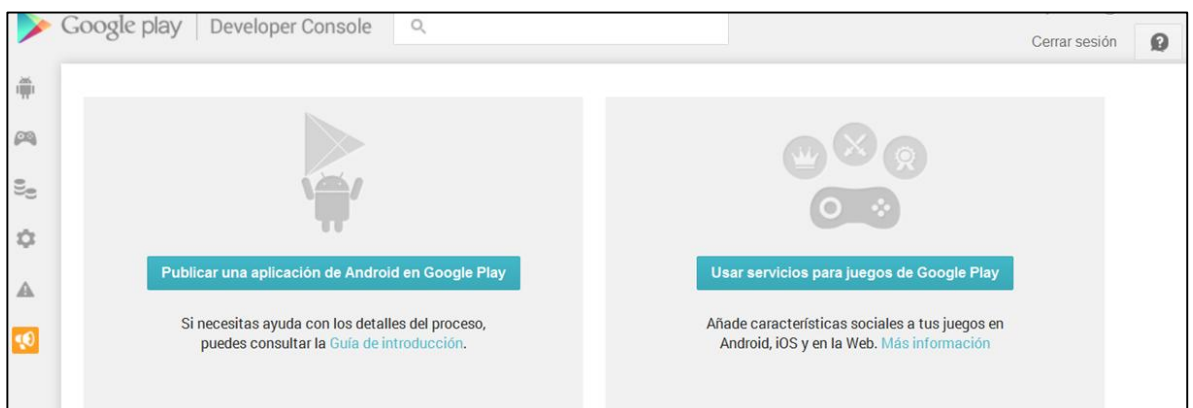 Google play Developer Console
Cerrar sesión
Publicar una aplicación de Android en Google Play
Si necesitas ayuda con los detalles del proceso,
puedes consultar la Guía de introducción.
Usar servicios para juegos de Google Play
Añade características sociales a tus juegos en
Android, iOS y en la Web. Más información